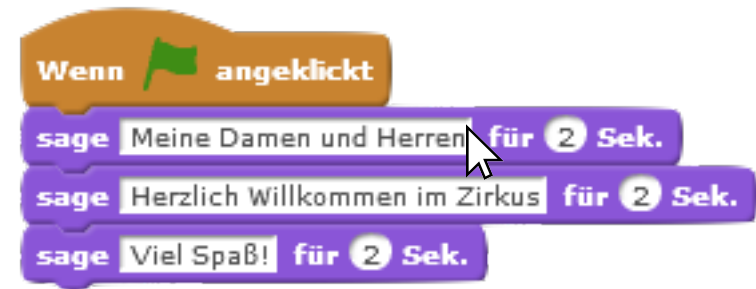 Wenn angeklickt
sage Meine Damen und Herren für 2 Sek.
sage Herzlich Willkommen im Zirkus für 2 Sek.
sage Viel Spaß! für 2 Sek.